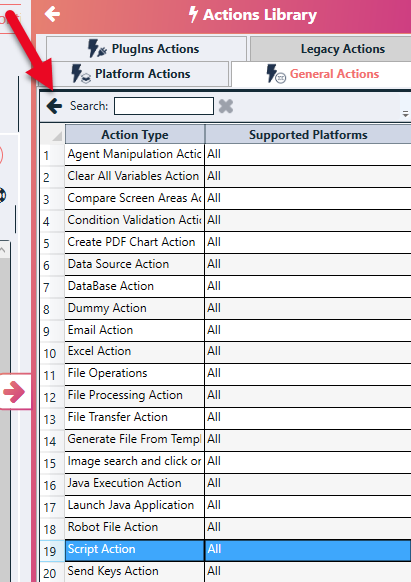 Actions Library
PlugIns Actions Legacy Actions
Platform Actions General Actions
Search:
Action Type Supported Platforms
1 Agent Manipulation Actic All
2 Clear All Variables Action All
3 Compare Screen Areas Ac All
4 Condition Validation Actic All
5 Create PDF Chart Action All
6 Data Source Action All
7 DataBase Action All
8 Dummy Action All
9 Email Action All
10 Excel Action All
11 File Operations All
12 File Processing Action All
13 File Transfer Action All
14 Generate File From Templ All
15 Image search and click or All
16 Java Execution Action All
17 Launch Java Application All
18 Robot File Action All
19 Script Action All
20 Send Keys Action All